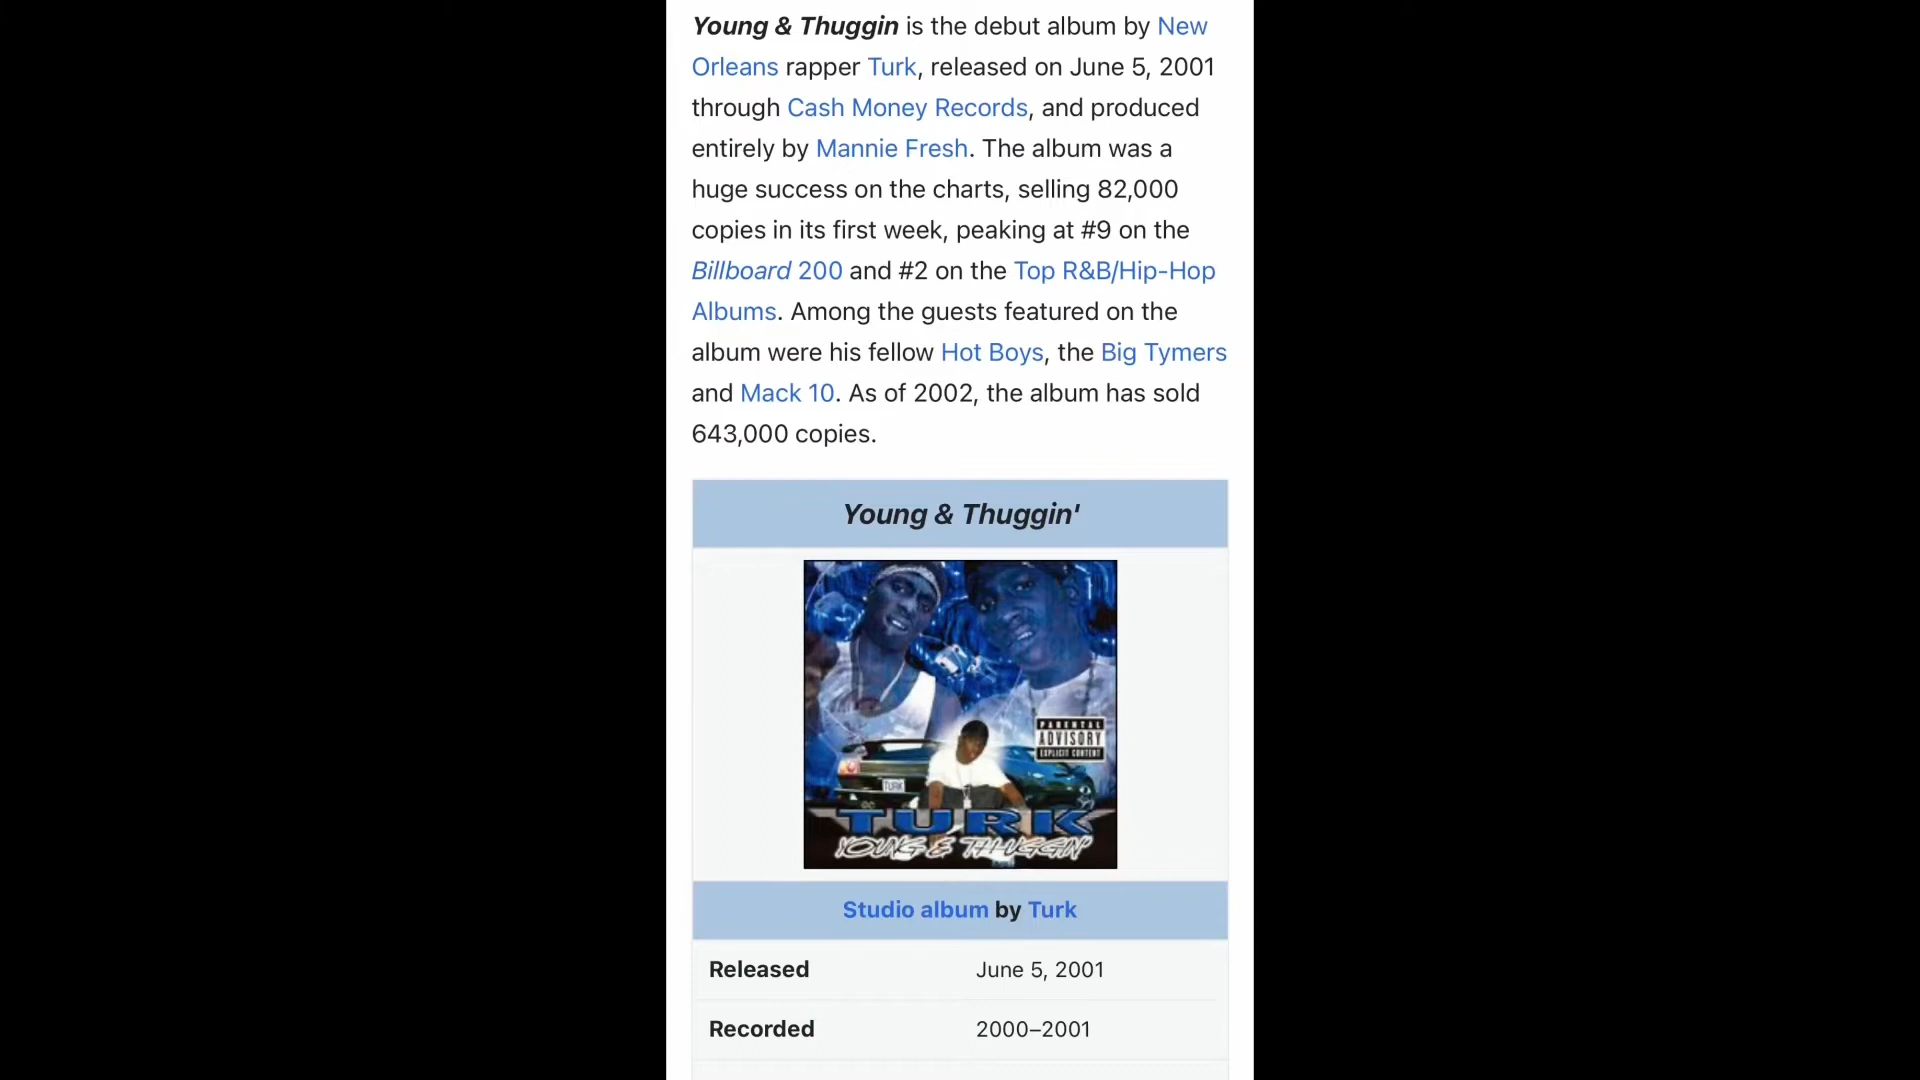 Young & Thuggin is the debut album by New
Orleans rapper Turk, released on June 5, 2001
through Cash Money Records, and produced
entirely by Mannie Fresh. The album was a
huge success on the charts, selling 82,000
copies in its first week, peaking at #9 on the
Billboard 200 and #2 on the Top R&B/Hip-Hop
Albums. Among the guests featured on the
album were his fellow Hot Boys, the Big Tymers
and Mack 10. As of 2002, the album has sold
643,000 copies.
Young & Thuggin'
PARENTAL
ADVISORY
EXPLICIT CONTENT
TURK
TURK
YOUNG & THUGGIN'
Studio album by Turk
Released June 5, 2001
Recorded 2000–2001